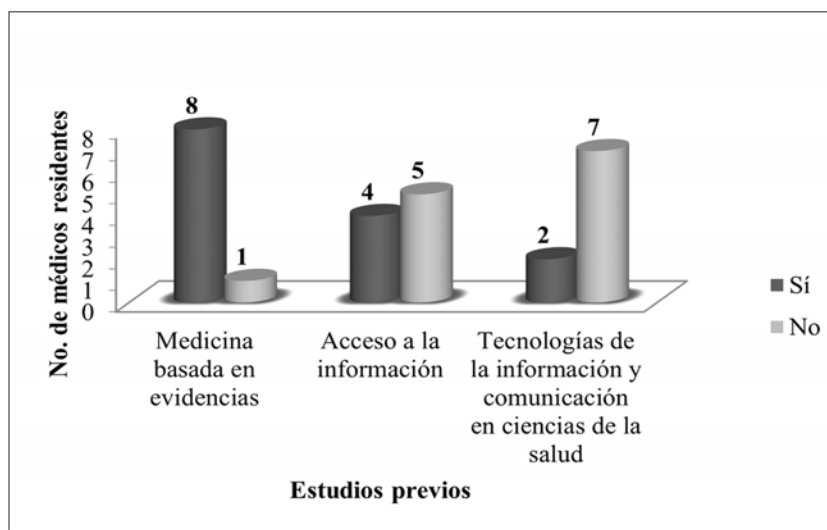 8
1
4
5
2
7
8
7
6
5
4
3
2
1
0
No. de médicos residentes
Medicina
basada en
evidencias
Acceso a la
información
Tecnologías de
la información y
comunicación
en ciencias de la
salud
Sí
No
Estudios previos